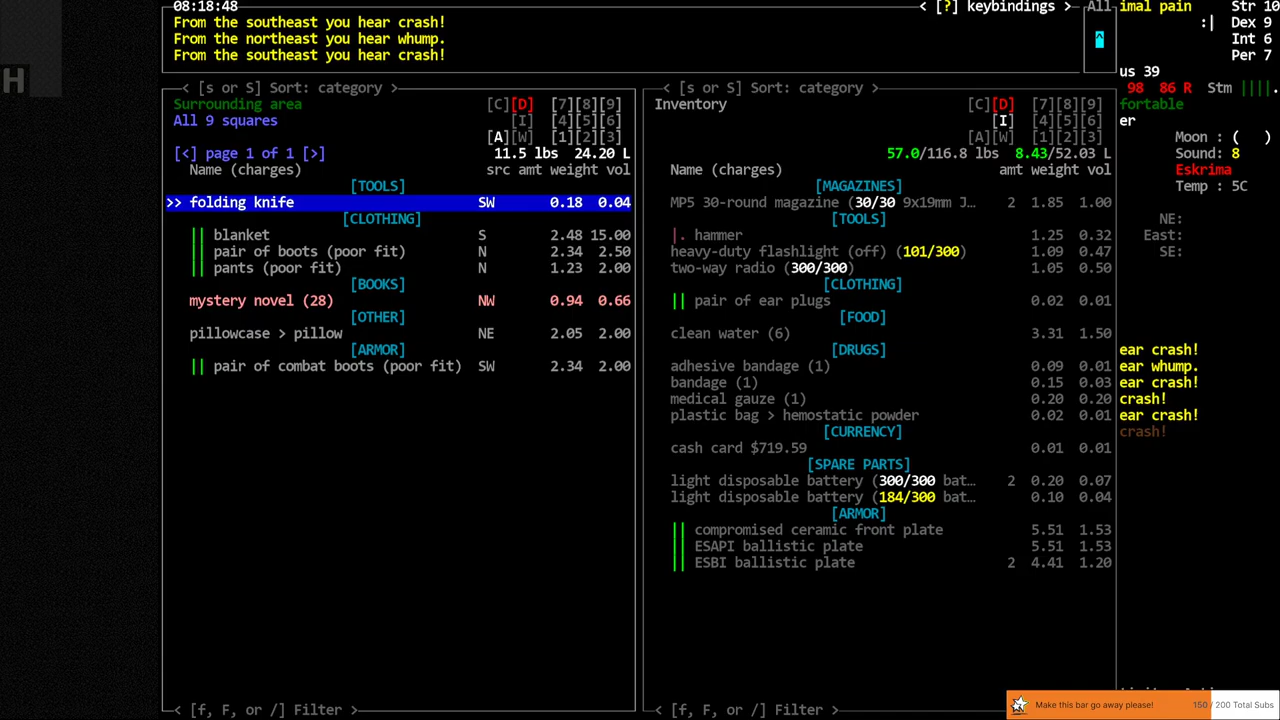 08:18:48
From the southeast you hear crash!
From the northeast you hear whump.
From the southeast you hear crash!
< [?] keybindings >
All
^
imal pain
:|
Str 10
Dex 9
Int 6
Per 7
us 39
98 86 R Stm ||||.
fortable
er
Moon : ( )
Sound: 8
Eskrima
Temp : 5C
NE:
East:
SE:
ear crash!
ear whump.
ear crash!
crash!
ear crash!
crash!
H
< [s or S] Sort: category >
Surrounding area [C][D] [7][8][9]
All 9 squares [I] [4][5][6]
[A][W] [1][2][3]
[<] page 1 of 1 [>] 11.5 lbs 24.20 L
Name (charges) src amt weight vol
[TOOLS]
>> folding knife SW 0.18 0.04
[CLOTHING]
|| blanket S 2.48 15.00
|| pair of boots (poor fit) N 2.34 2.50
|| pants (poor fit) N 1.23 2.00
[BOOKS]
mystery novel (28) NW 0.94 0.66
[OTHER]
pillowcase > pillow NE 2.05 2.00
[ARMOR]
|| pair of combat boots (poor fit) SW 2.34 2.00
< [f, F, or /] Filter >
< [s or S] Sort: category >
Inventory [C][D] [7][8][9]
[I] [4][5][6]
[A][W] [1][2][3]
57.0/116.8 lbs 8.43/52.03 L
Name (charges) amt weight vol
[MAGAZINES]
MP5 30-round magazine (30/30 9x19mm J… 2 1.85 1.00
[TOOLS]
|. hammer 1.25 0.32
heavy-duty flashlight (off) (101/300) 1.09 0.47
two-way radio (300/300) 1.05 0.50
[CLOTHING]
|| pair of ear plugs 0.02 0.01
[FOOD]
clean water (6) 3.31 1.50
[DRUGS]
adhesive bandage (1) 0.09 0.01
bandage (1) 0.15 0.03
medical gauze (1) 0.20 0.20
plastic bag > hemostatic powder 0.02 0.01
[CURRENCY]
cash card $719.59 0.01 0.01
[SPARE PARTS]
light disposable battery (300/300 bat… 2 0.20 0.07
light disposable battery (184/300 bat… 0.10 0.04
[ARMOR]
|| compromised ceramic front plate 5.51 1.53
|| ESAPI ballistic plate 5.51 1.53
|| ESBI ballistic plate 2 4.41 1.20
< [f, F, or /] Filter >
Make this bar go away please! 150 / 200 Total Subs